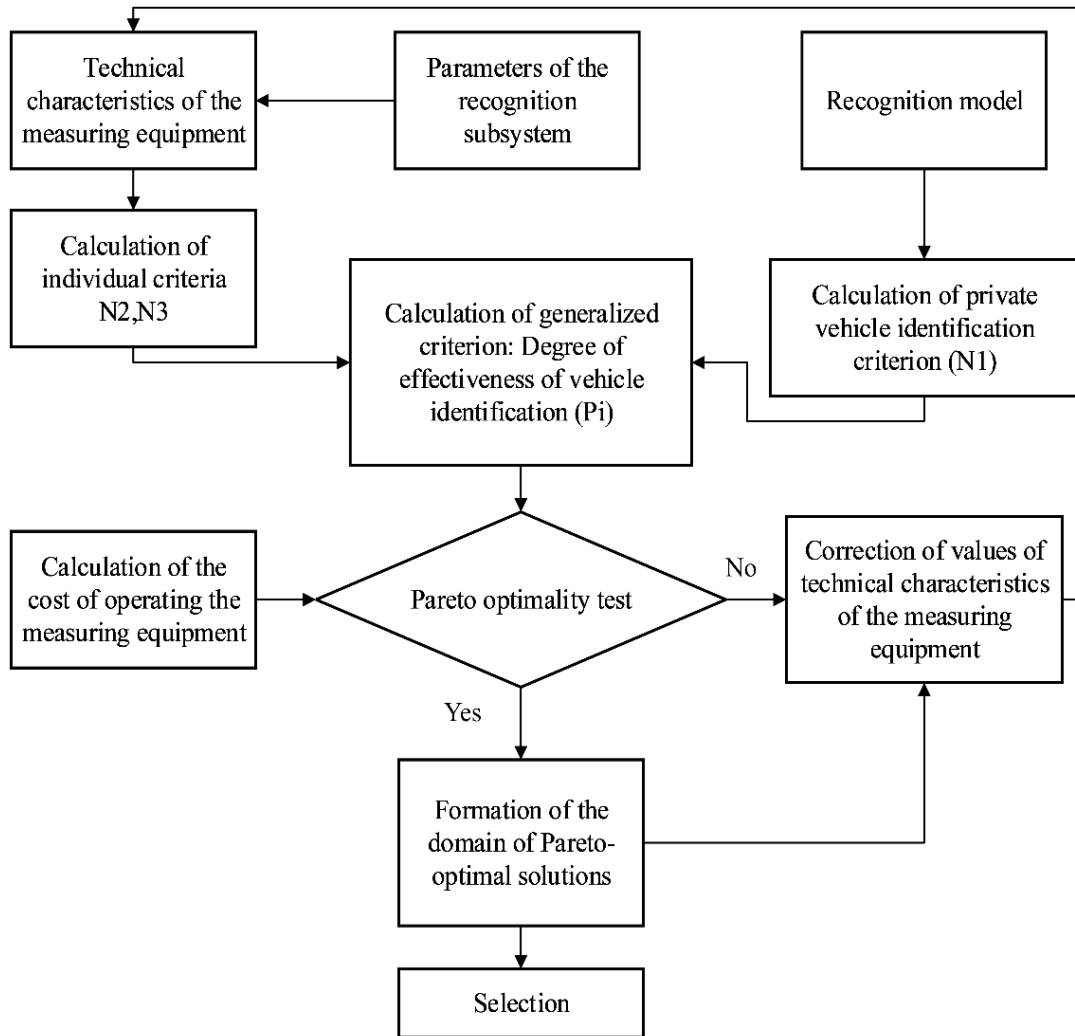 Technical
characteristics of the
measuring equipment
Parameters of the
recognition
subsystem
Recognition model
Calculation of
individual criteria
N2,N3
Calculation of generalized
criterion: Degree of
effectiveness of vehicle
identification (Pi)
Calculation of private
vehicle identification
criterion (N1)
Calculation of the
cost of operating the
measuring equipment
Pareto optimality test
No
Correction of values of
technical characteristics
of the measuring
equipment
Yes
Formation of the
domain of Pareto-
optimal solutions
Selection